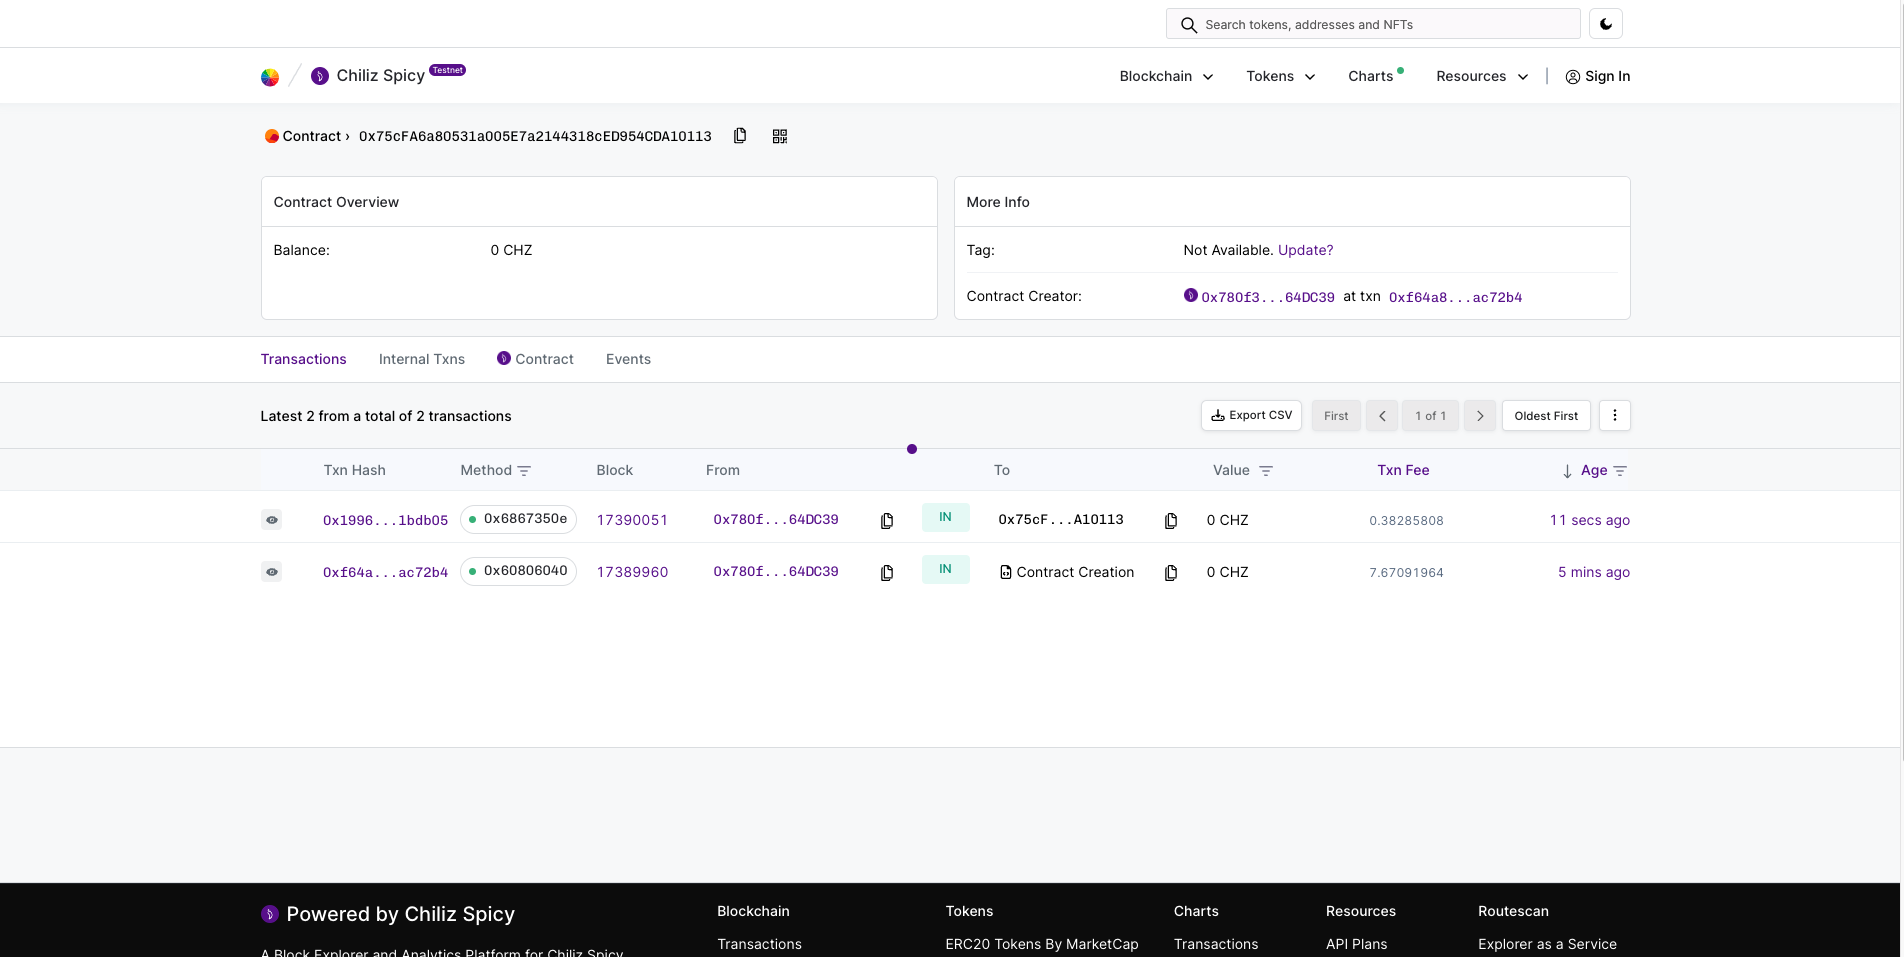 Search tokens, addresses and NFTs
Chiliz Spicy Testnet
Blockchain Tokens Charts Resources Sign In
Contract › 0x75cFA6a80531a005E7a2144318cED954CDA10113
Contract Overview
Balance: 0 CHZ
More Info
Tag: Not Available. Update?
Contract Creator: 0x780f3...64DC39 at txn 0xf64a8...ac72b4
Transactions Internal Txns Contract Events
Latest 2 from a total of 2 transactions
Export CSV First 1 of 1 Oldest First
Txn Hash Method Block From To Value Txn Fee Age
0x1996...1bdb05 0x6867350e 17390051 0x780f...64DC39 IN 0x75cF...A10113 0 CHZ 0.38285808 11 secs ago
0xf64a...ac72b4 0x60806040 17389960 0x780f...64DC39 IN Contract Creation 0 CHZ 7.67091964 5 mins ago
Powered by Chiliz Spicy
A Block Explorer and Analytics Platform for Chiliz Spicy
Blockchain
Transactions
Tokens
ERC20 Tokens By MarketCap
Charts
Transactions
Resources
API Plans
Routescan
Explorer as a Service